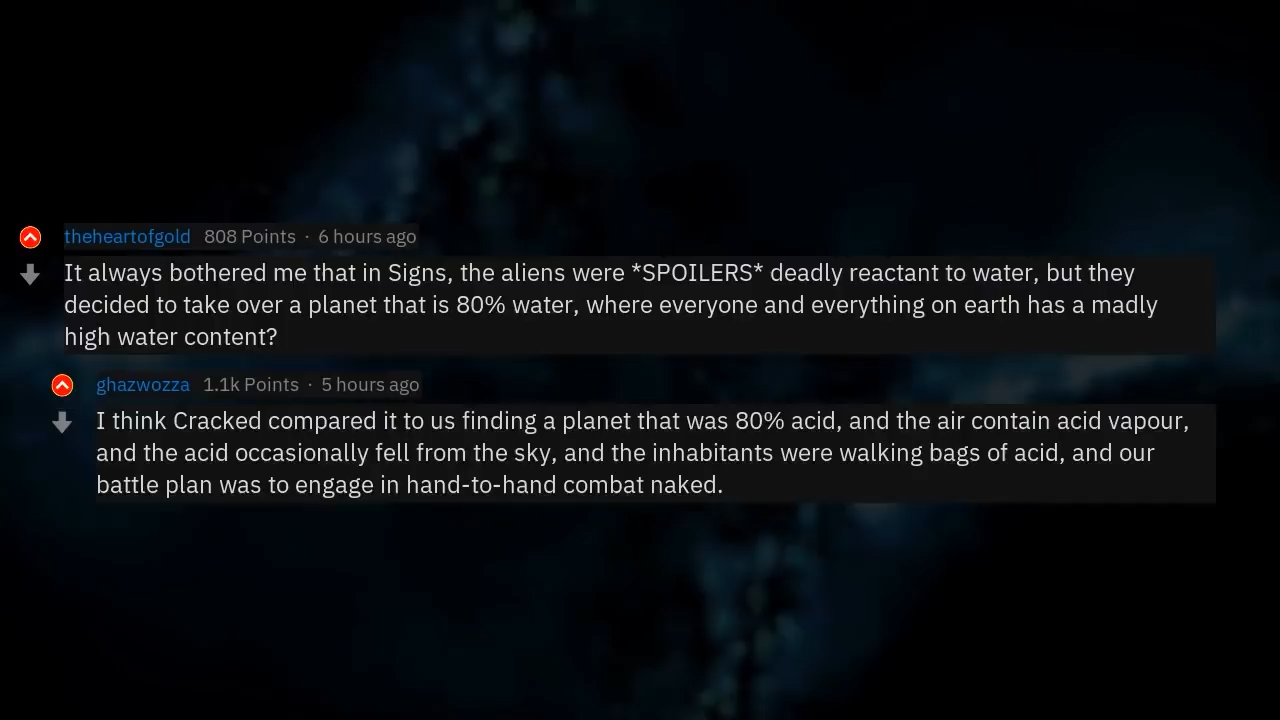 theheartofgold 808 Points · 6 hours ago
It always bothered me that in Signs, the aliens were *SPOILERS* deadly reactant to water, but they
decided to take over a planet that is 80% water, where everyone and everything on earth has a madly
high water content?
ghazwozza 1.1k Points · 5 hours ago
I think Cracked compared it to us finding a planet that was 80% acid, and the air contain acid vapour,
and the acid occasionally fell from the sky, and the inhabitants were walking bags of acid, and our
battle plan was to engage in hand-to-hand combat naked.